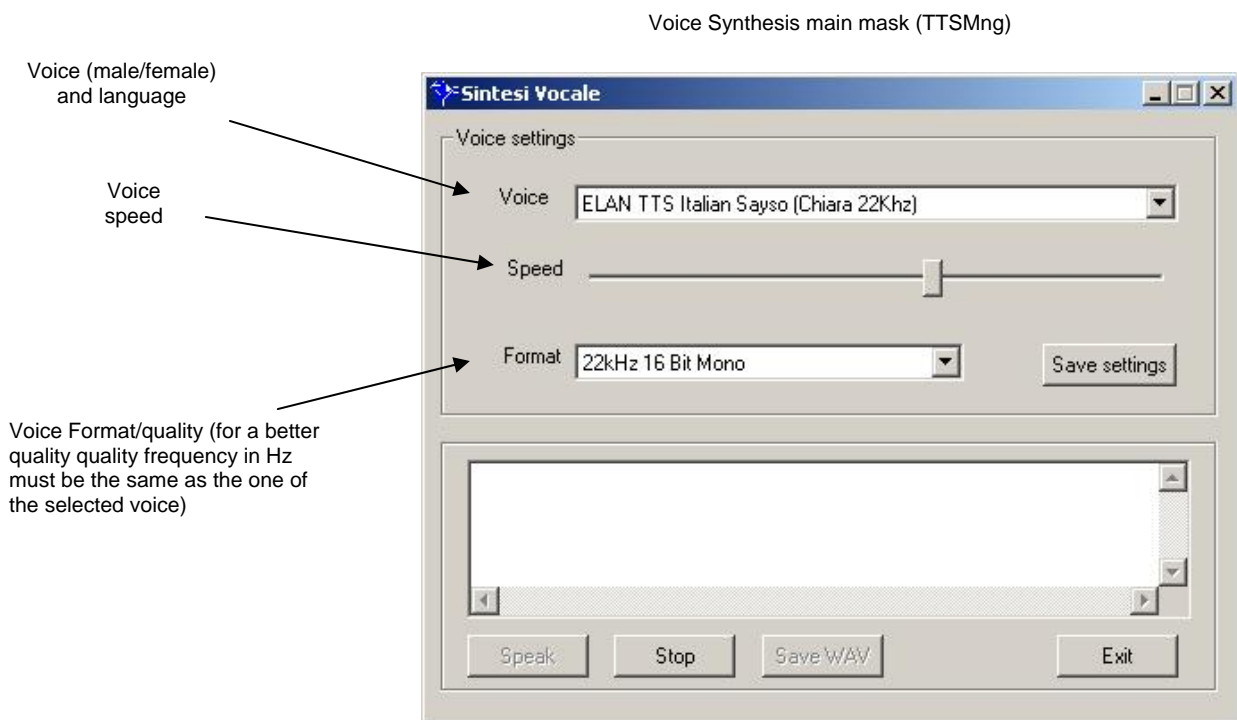 Voice Synthesis main mask (TTSMng)
Voice (male/female)
and language
Sintesi Vocale
Voice settings
Voice
ELAN TTS Italian Sayso (Chiara 22Khz)
Voice
speed
Speed
Format
22kHz 16 Bit Mono
Save settings
Voice Format/quality (for a better
quality quality frequency in Hz
must be the same as the one of
the selected voice)
Speak
Stop
Save WAV
Exit